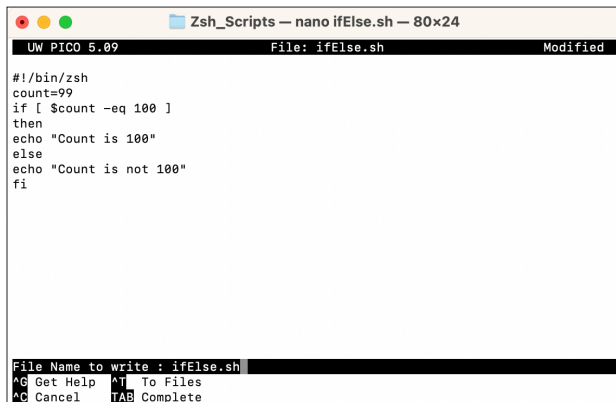 Zsh_Scripts — nano ifElse.sh — 80×24
UW PICO 5.09 File: ifElse.sh Modified
#!/bin/zsh
count=99
if [ $count -eq 100 ]
then
echo "Count is 100"
else
echo "Count is not 100"
fi
File Name to write : ifElse.sh
^G Get Help ^T To Files
^C Cancel TAB Complete